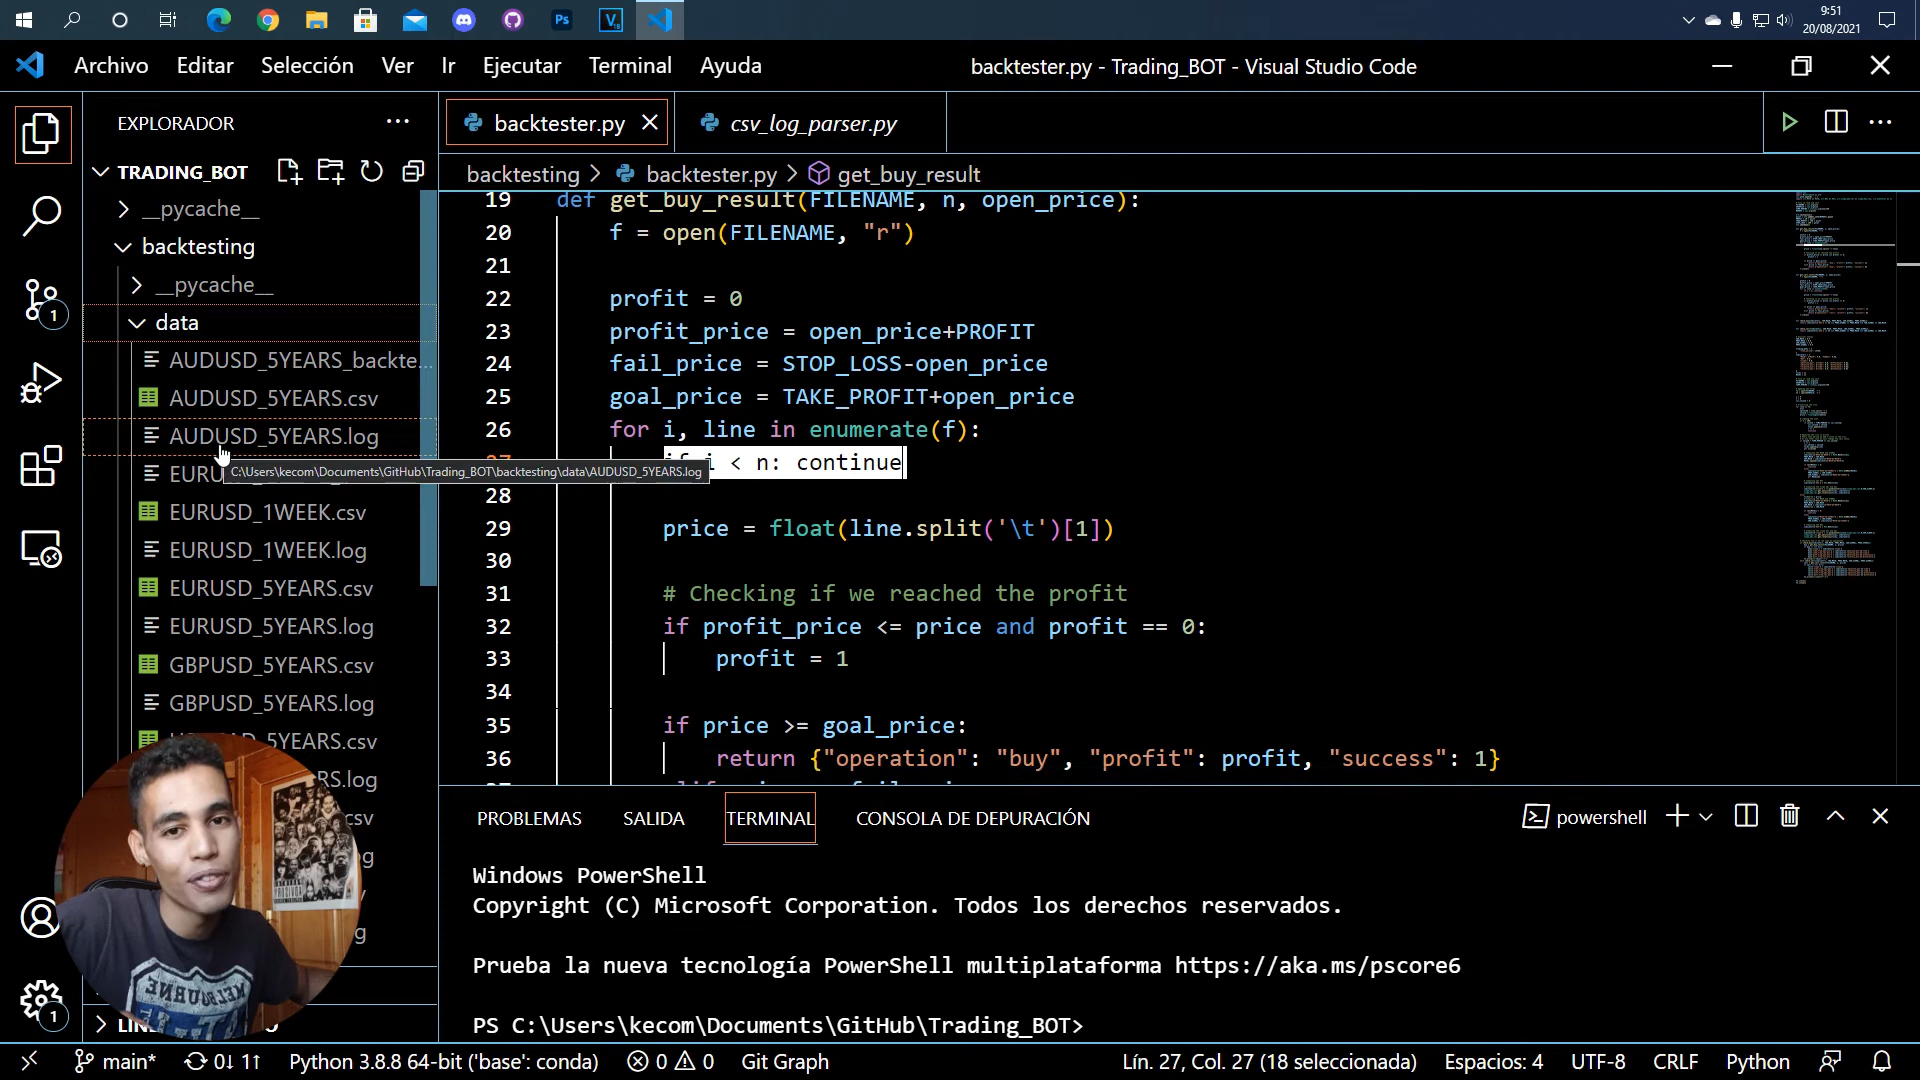 9:51
20/08/2021
Archivo Editar Selección Ver Ir Ejecutar Terminal Ayuda
backtester.py - Trading_BOT - Visual Studio Code
EXPLORADOR
backtester.py
csv_log_parser.py
TRADING_BOT
backtesting > backtester.py > get_buy_result
__pycache__
backtesting
__pycache__
data
AUDUSD_5YEARS_backte...
AUDUSD_5YEARS.csv
AUDUSD_5YEARS.log
C:\Users\kecom\Documents\GitHub\Trading_BOT\backtesting\data\AUDUSD_5YEARS.log
EURUSD_1WEEK.csv
EURUSD_1WEEK.log
EURUSD_5YEARS.csv
EURUSD_5YEARS.log
GBPUSD_5YEARS.csv
GBPUSD_5YEARS.log
5YEARS.csv
RS.log
19 def get_buy_result(FILENAME, n, open_price):
20 f = open(FILENAME, "r")
21
22 profit = 0
23 profit_price = open_price+PROFIT
24 fail_price = STOP_LOSS-open_price
25 goal_price = TAKE_PROFIT+open_price
26 for i, line in enumerate(f):
27 if i < n: continue
28
29 price = float(line.split('\t')[1])
30
31 # Checking if we reached the profit
32 if profit_price <= price and profit == 0:
33 profit = 1
34
35 if price >= goal_price:
36 return {"operation": "buy", "profit": profit, "success": 1}
PROBLEMAS SALIDA TERMINAL CONSOLA DE DEPURACIÓN
powershell
Windows PowerShell
Copyright (C) Microsoft Corporation. Todos los derechos reservados.
Prueba la nueva tecnología PowerShell multiplataforma https://aka.ms/pscore6
PS C:\Users\kecom\Documents\GitHub\Trading_BOT>
main* 0↓ 1↑ Python 3.8.8 64-bit ('base': conda) 0 0 Git Graph
Lín. 27, Col. 27 (18 seleccionada) Espacios: 4 UTF-8 CRLF Python